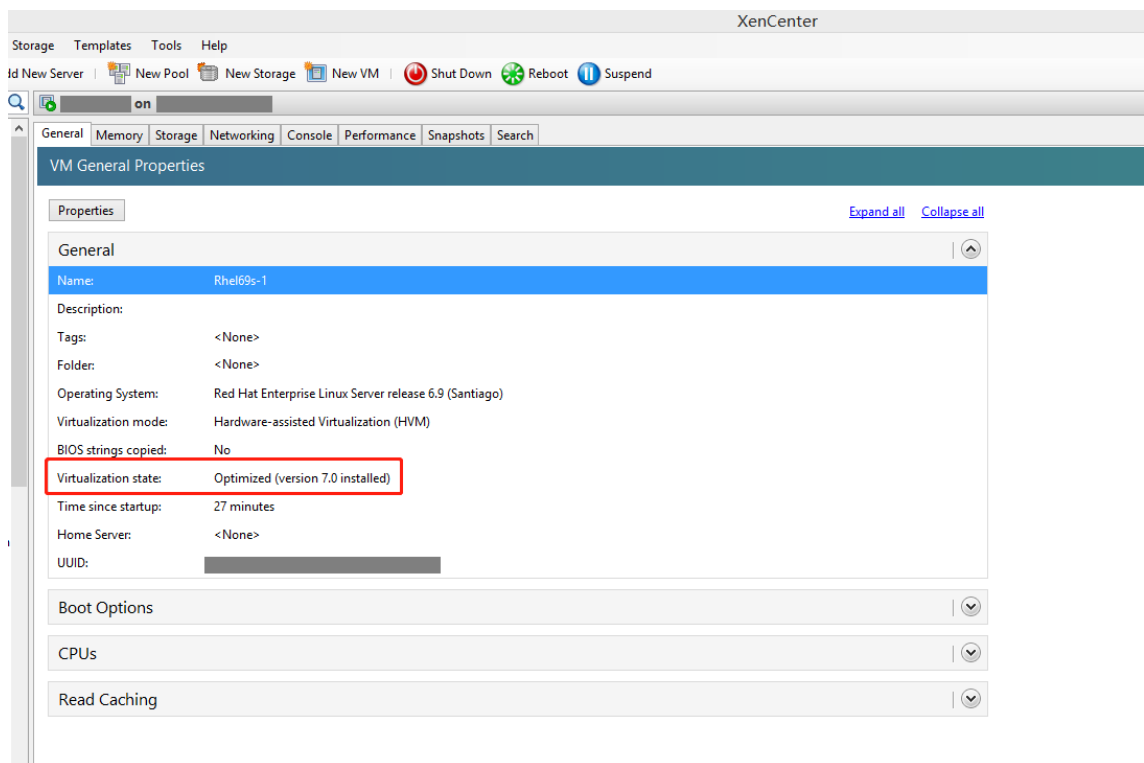 XenCenter
Storage Templates Tools Help
dd New Server New Pool New Storage New VM Shut Down Reboot Suspend
on
General Memory Storage Networking Console Performance Snapshots Search
VM General Properties
Properties Expand all Collapse all
General
Name: Rhel69s-1
Description:
Tags: <None>
Folder: <None>
Operating System: Red Hat Enterprise Linux Server release 6.9 (Santiago)
Virtualization mode: Hardware-assisted Virtualization (HVM)
BIOS strings copied: No
Virtualization state: Optimized (version 7.0 installed)
Time since startup: 27 minutes
Home Server: <None>
UUID:
Boot Options
CPUs
Read Caching